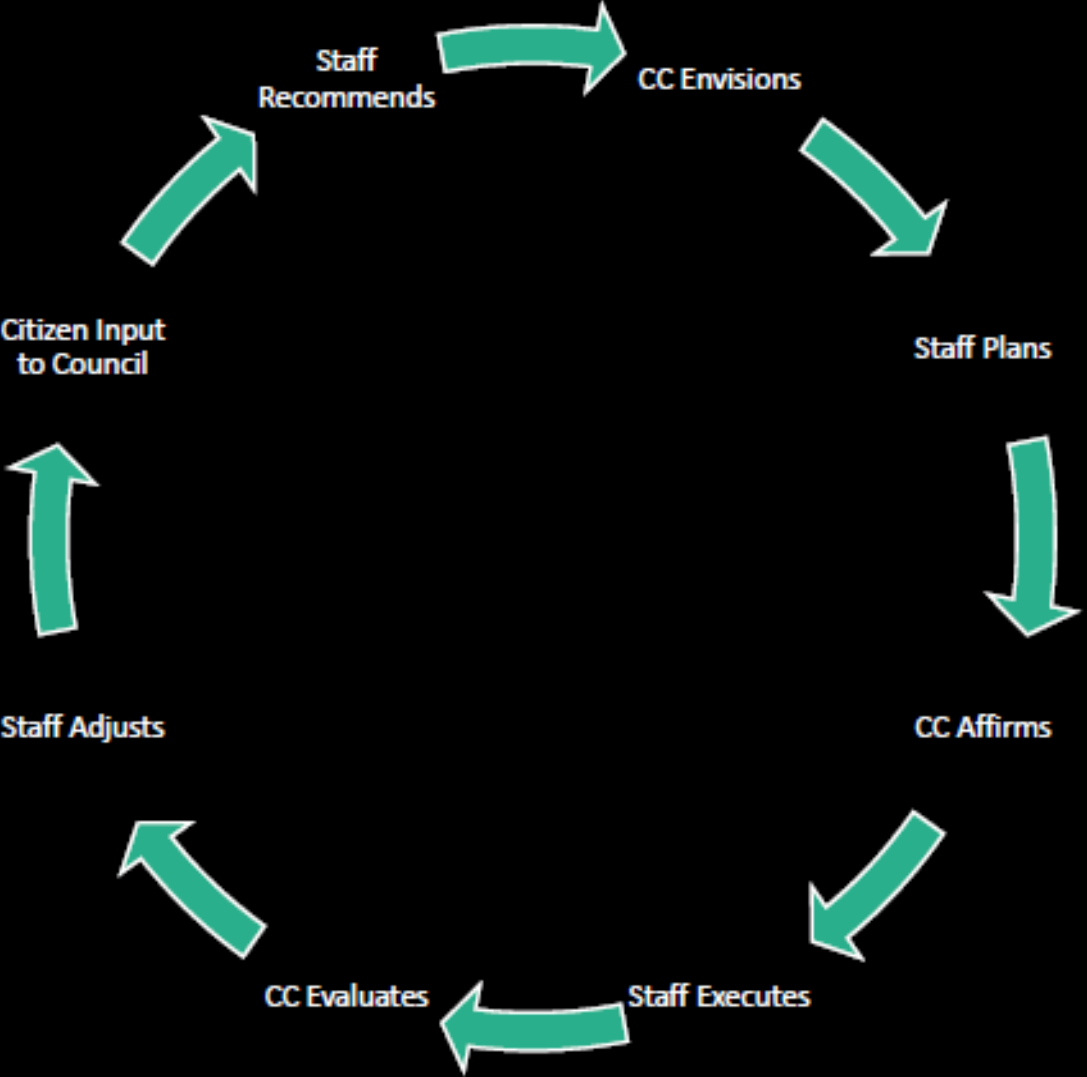 Staff
Recommends
CC Envisions
Staff Plans
CC Affirms
Staff Executes
CC Evaluates
Staff Adjusts
Citizen Input
to Council